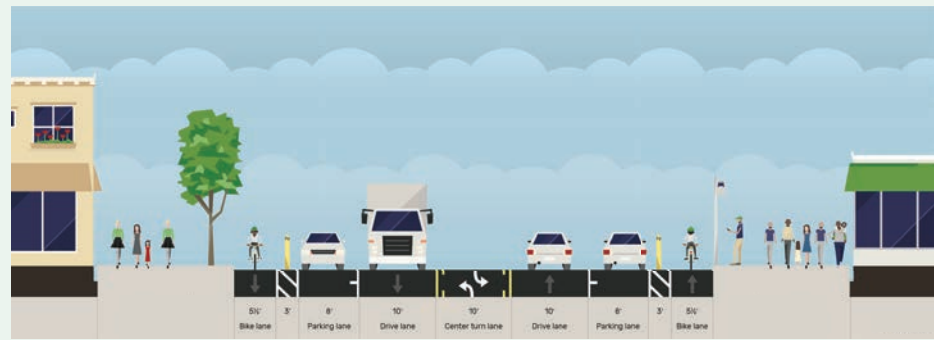 5½' 3' 8' 10' 10' 10' 8' 3' 5½'
Bike lane Parking lane Drive lane Center turn lane Drive lane Parking lane Bike lane